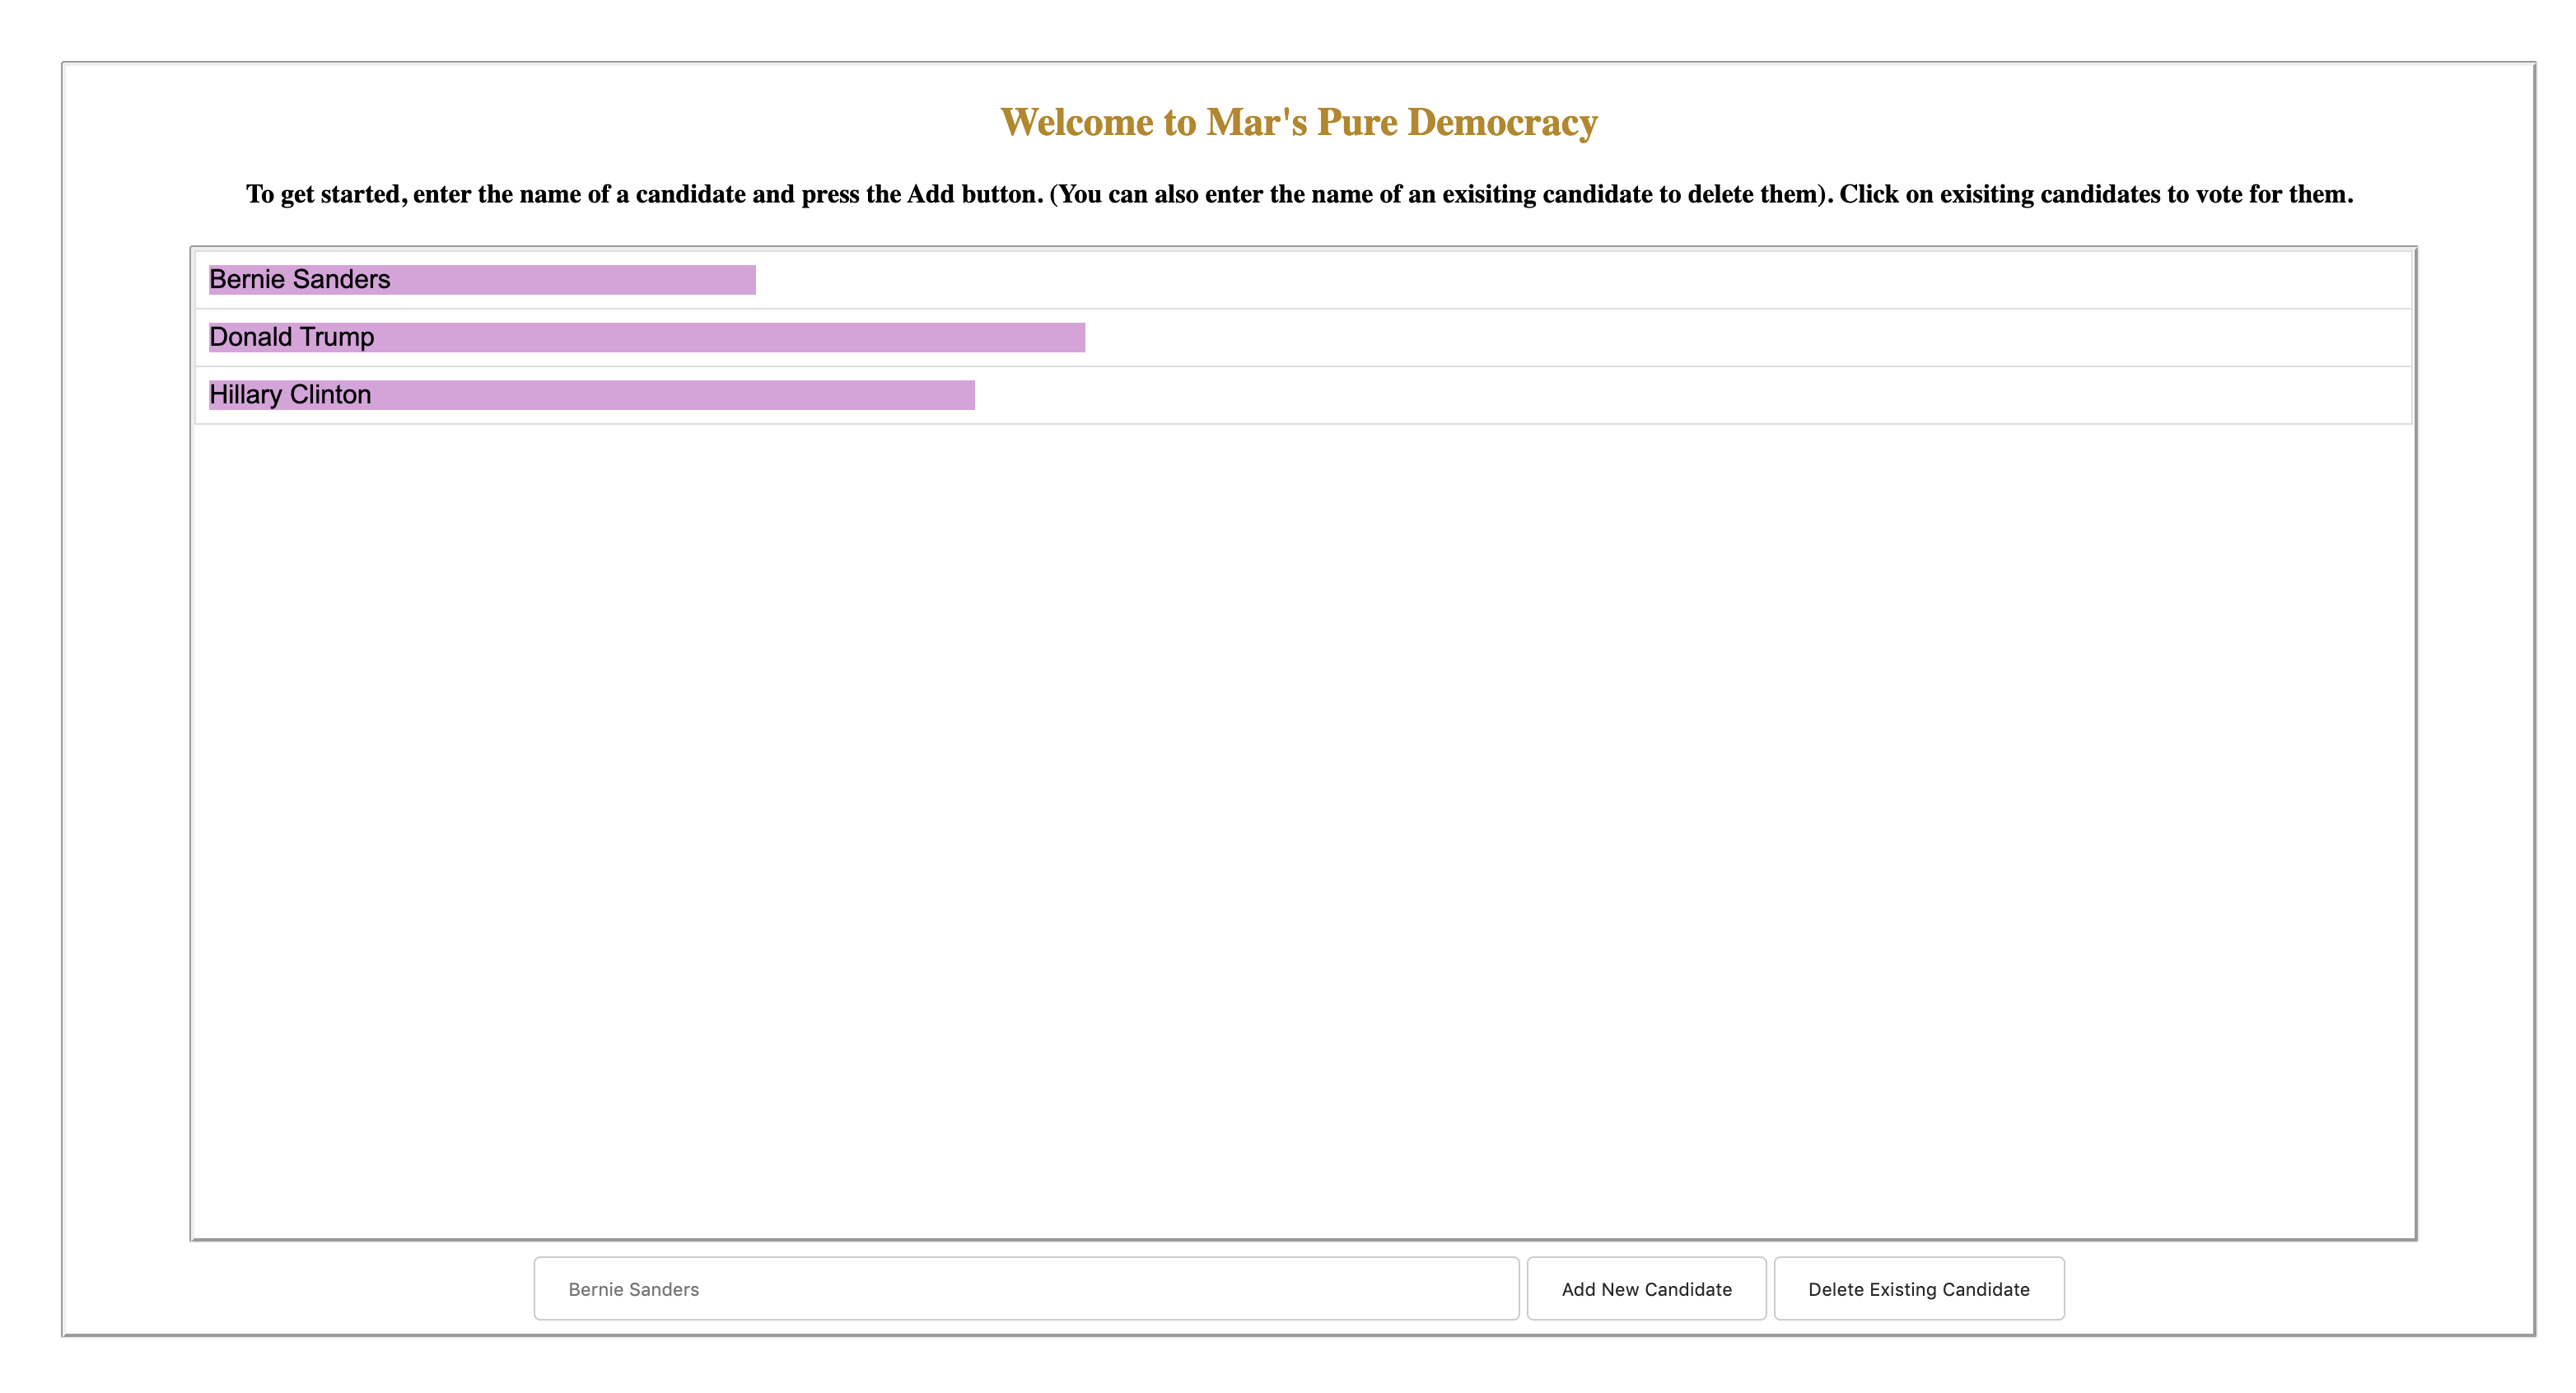 Welcome to Mar's Pure Democracy
To get started, enter the name of a candidate and press the Add button. (You can also enter the name of an exisiting candidate to delete them). Click on exisiting candidates to vote for them.
Bernie Sanders
Donald Trump
Hillary Clinton
Bernie Sanders
Add New Candidate
Delete Existing Candidate